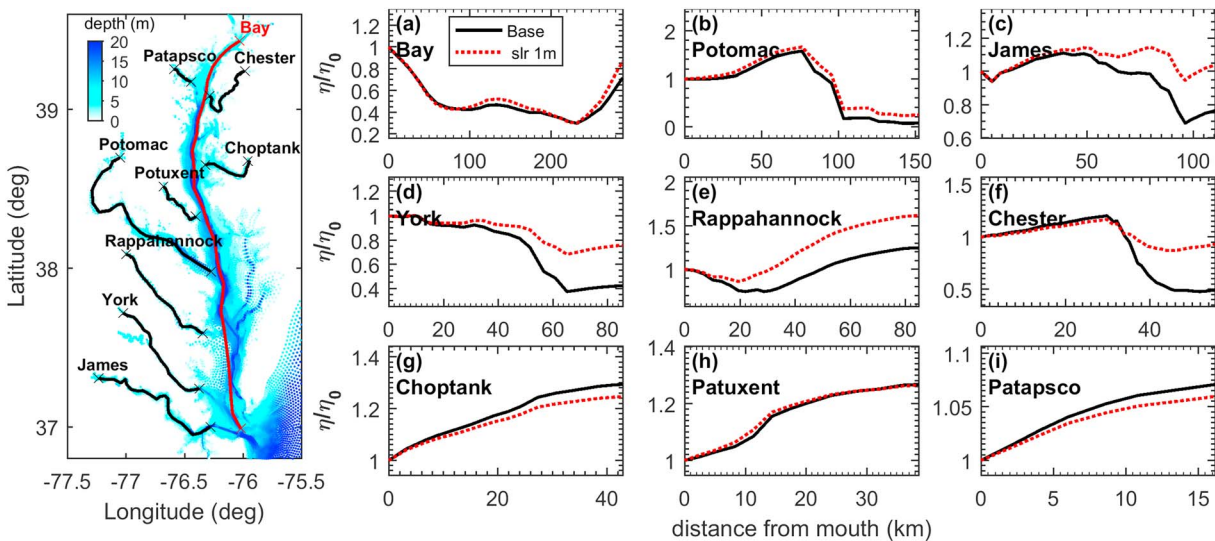 depth (m)
20
15
10
5
0
Bay
Patapsco
Chester
Potomac
Choptank
Potuxent
Rappahannock
York
James
39
38
37
Latitude (deg)
-77.5 -77 -76.5 -76 -75.5
Longitude (deg)
(a)
Bay
Base
slr 1m
η/η0
1
0.8
0.6
0.4
0.2
0 100 200
(b)
Potomac
2
1
0
0 50 100 150
(c)
James
1.2
1
0.8
0.6
0 50 100
(d)
York
η/η0
1.2
1
0.8
0.6
0.4
0 20 40 60 80
(e)
Rappahannock
2
1.5
1
0.5
0 20 40 60 80
(f)
Chester
1.5
1
0.5
0 20 40
(g)
Choptank
η/η0
1.4
1.2
1
0 20 40
(h)
Patuxent
1.4
1.2
1
0 10 20 30
distance from mouth (km)
(i)
Patapsco
1.1
1.05
1
0 5 10 15